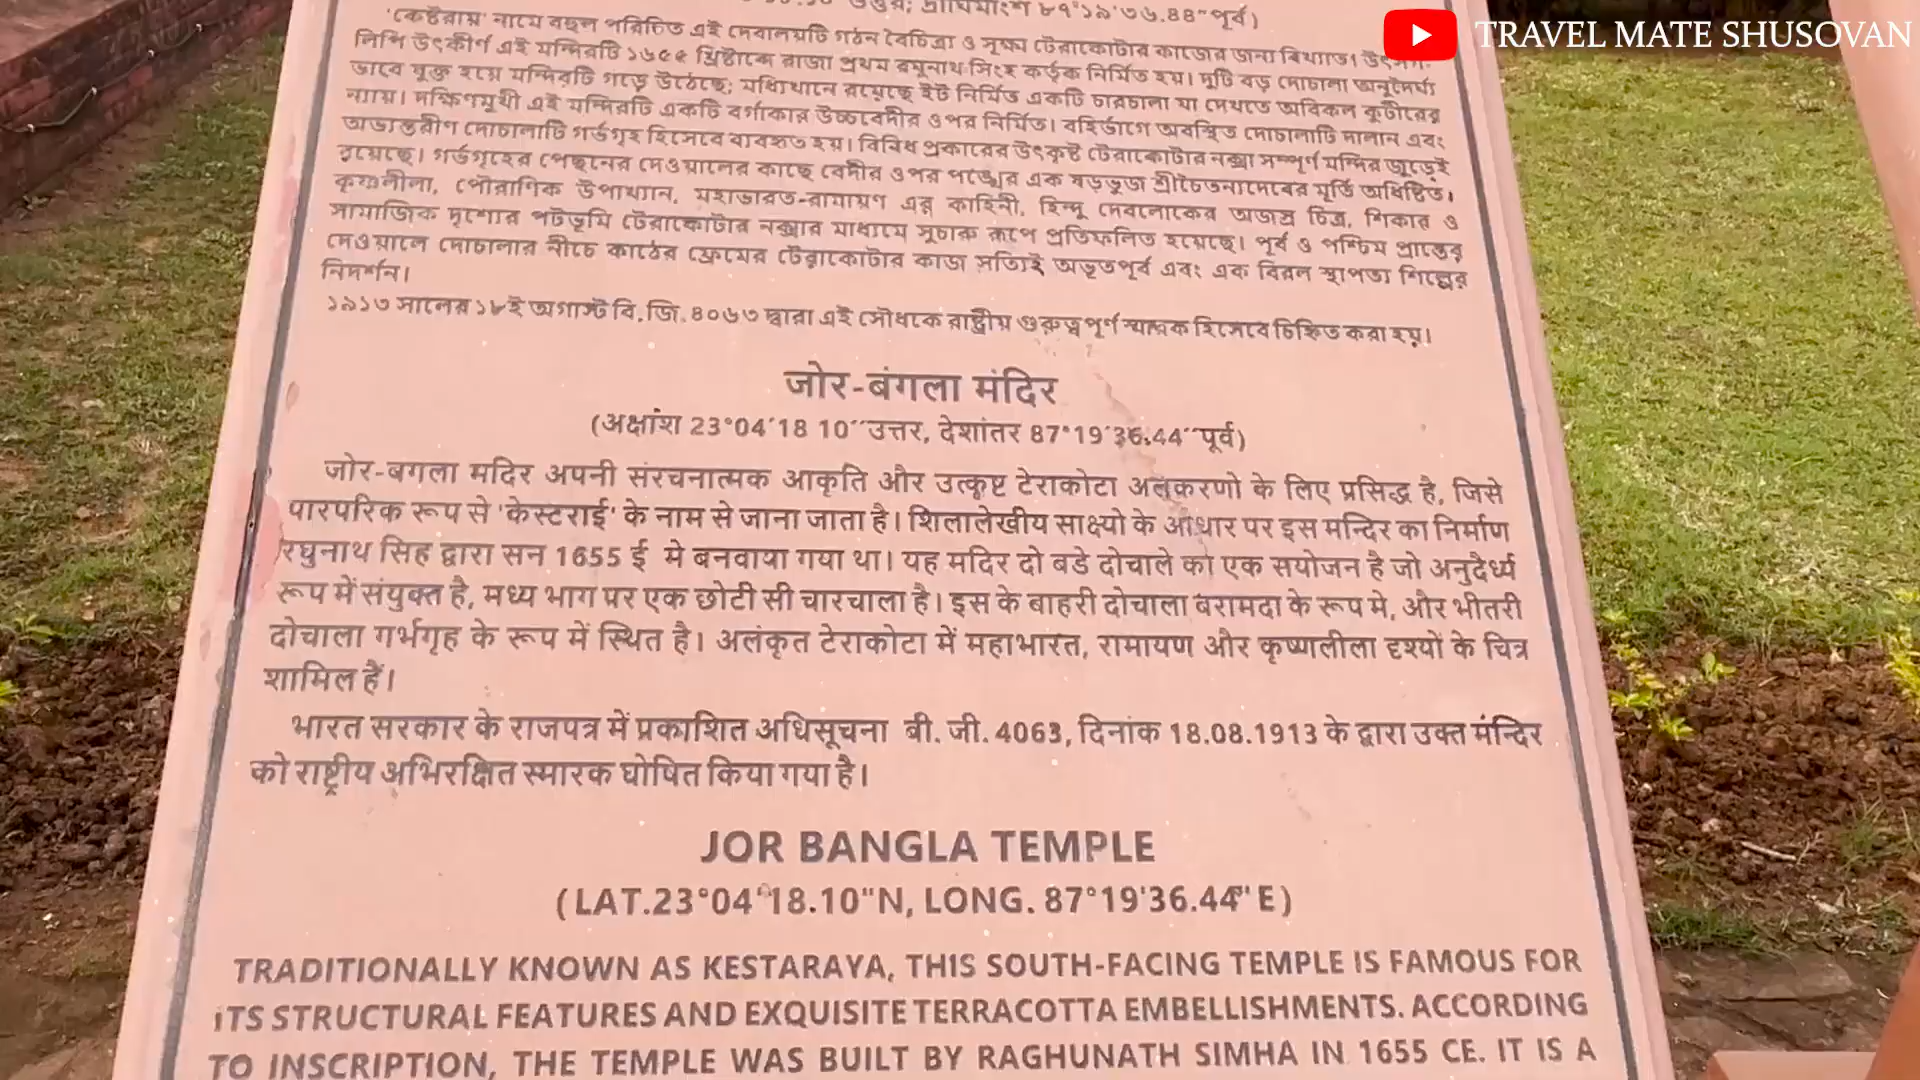 উত্তর; দ্রাঘিমাংশ ৮৭°১৯'৩৬.৪৪"পূর্ব)
TRAVEL MATE SHUSOVAN
'কেষ্টরায়' নামে বহুল পরিচিত এই দেবালয়টি গঠন বৈচিত্র্য ও সূক্ষ্ম টেরাকোটার কাজের জন্য বিখ্যাত।
লিপি উৎকীর্ণ এই মন্দিরটি ১৬৫৫ খ্রিষ্টাব্দে রাজা প্রথম রঘুনাথ সিংহ কর্তৃক নির্মিত হয়। দুটি বড় দোচালা অনুদৈর্ঘ্য
ভাবে যুক্ত হয়ে মন্দিরটি গড়ে উঠেছে; মধ্যিখানে রয়েছে ইট নির্মিত একটি চারচালা যা দেখতে অবিকল কুটীরের
ন্যায়। দক্ষিণমুখী এই মন্দিরটি একটি বর্গাকার উচ্চবেদীর ওপর নির্মিত। বহির্ভাগে অবস্থিত দোচালাটি দালান এবং
অভ্যন্তরীণ দোচালাটি গর্ভগৃহ হিসেবে ব্যবহৃত হয়। বিবিধ প্রকারের উৎকৃষ্ট টেরাকোটার নক্সা সম্পূর্ণ মন্দির জুড়েই
রয়েছে। গর্ভগৃহের পেছনের দেওয়ালের কাছে বেদীর ওপর পঙ্খের এক ষড়ভুজ শ্রীচৈতন্যদেবের মূর্তি অধিষ্ঠিত।
কৃষ্ণলীলা, পৌরাণিক উপাখ্যান, মহাভারত-রামায়ণ এর কাহিনী, হিন্দু দেবলোকের অজস্র চিত্র, শিকার ও
সামাজিক দৃশ্যের পটভূমি টেরাকোটার নক্সার মাধ্যমে সুচারু রূপে প্রতিফলিত হয়েছে। পূর্ব ও পশ্চিম প্রান্তের
দেওয়ালে দোচালার নীচে কাঠের ফ্রেমের টেরাকোটার কাজ সত্যিই অভূতপূর্ব এবং এক বিরল স্থাপত্য শিল্পের
নিদর্শন।
১৯১৩ সালের ১৮ই অগাস্ট বি.জি.৪০৬৩ দ্বারা এই সৌধকে রাষ্ট্রীয় গুরুত্বপূর্ণ স্মারক হিসেবে চিহ্নিত করা হয়।
जोर-बंगला मंदिर
(अक्षांश 23°04'18 10''उत्तर, देशांतर 87°19'36.44''पूर्व)
जोर-बगला मदिर अपनी संरचनात्मक आकृति और उत्कृष्ट टेराकोटा अलकरणो के लिए प्रसिद्ध है, जिसे
पारपरिक रूप से 'केस्टराई' के नाम से जाना जाता है। शिलालेखीय साक्ष्यो के आधार पर इस मन्दिर का निर्माण
रघुनाथ सिह द्वारा सन 1655 ई मे बनवाया गया था। यह मदिर दो बडे दोचाले का एक सयोजन है जो अनुदैर्ध्य
रूप में संयुक्त है, मध्य भाग पर एक छोटी सी चारचाला है। इस के बाहरी दोचाला बरामदा के रूप मे, और भीतरी
दोचाला गर्भगृह के रूप में स्थित है। अलंकृत टेराकोटा में महाभारत, रामायण और कृष्णलीला दृश्यों के चित्र
शामिल हैं।
भारत सरकार के राजपत्र में प्रकाशित अधिसूचना बी. जी. 4063, दिनांक 18.08.1913 के द्वारा उक्त मंन्दिर
को राष्ट्रीय अभिरक्षित स्मारक घोषित किया गया है।
JOR BANGLA TEMPLE
(LAT.23°04'18.10"N, LONG. 87°19'36.44"E)
TRADITIONALLY KNOWN AS KESTARAYA, THIS SOUTH-FACING TEMPLE IS FAMOUS FOR
ITS STRUCTURAL FEATURES AND EXQUISITE TERRACOTTA EMBELLISHMENTS. ACCORDING
TO INSCRIPTION, THE TEMPLE WAS BUILT BY RAGHUNATH SIMHA IN 1655 CE. IT IS A